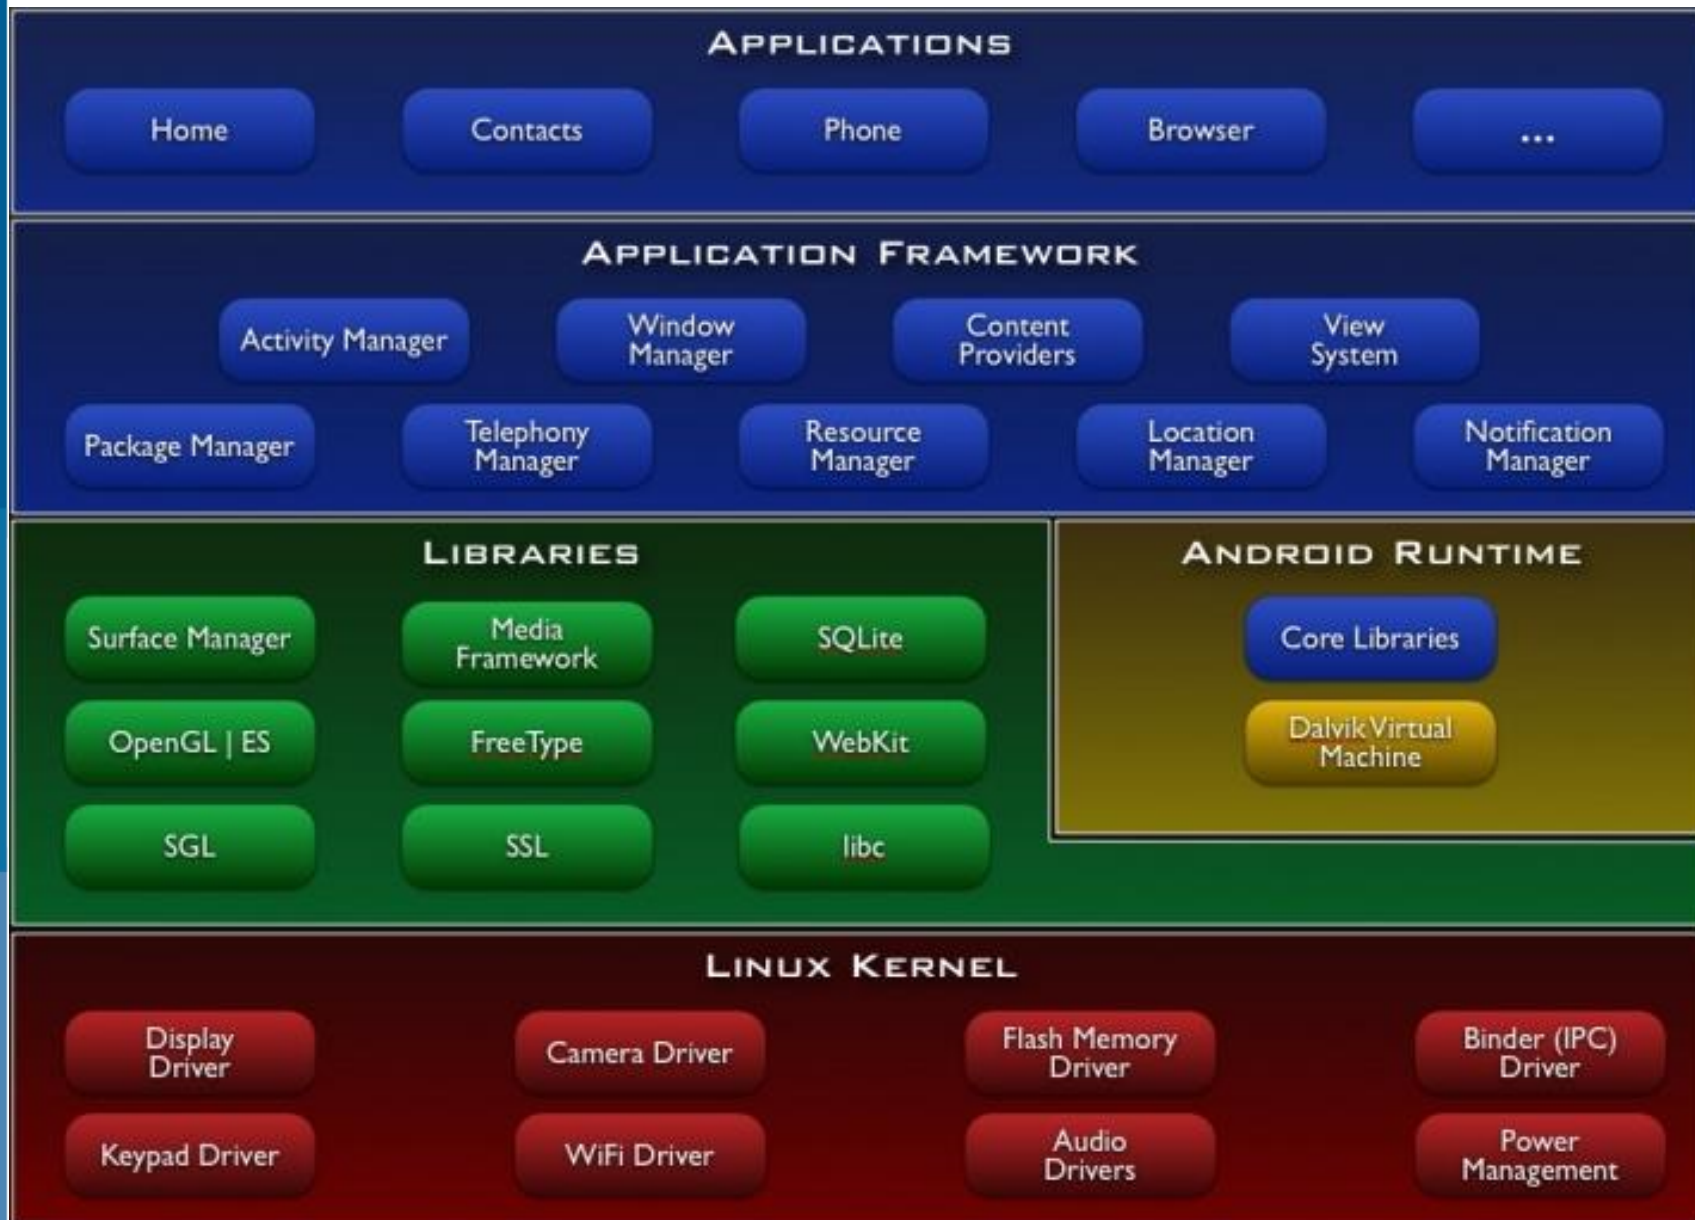 APPLICATIONS
Home
Contacts
Phone
Browser
...
APPLICATION FRAMEWORK
Activity Manager
Window
Manager
Content
Providers
View
System
Package Manager
Telephony
Manager
Resource
Manager
Location
Manager
Notification
Manager
LIBRARIES
Surface Manager
Media
Framework
SQLite
OpenGL | ES
FreeType
WebKit
SGL
SSL
libc
ANDROID RUNTIME
Core Libraries
Dalvik Virtual
Machine
LINUX KERNEL
Display
Driver
Camera Driver
Flash Memory
Driver
Binder (IPC)
Driver
Keypad Driver
WiFi Driver
Audio
Drivers
Power
Management